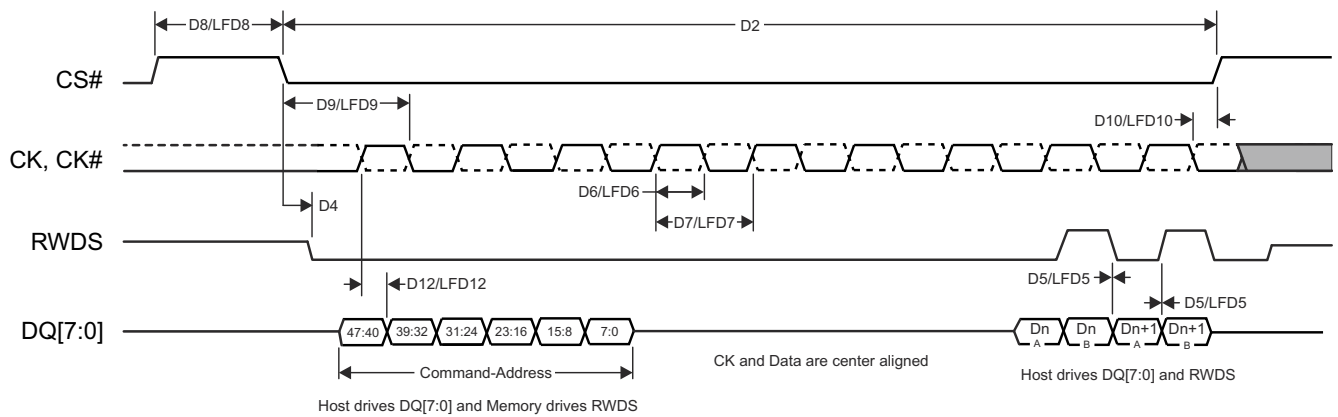 D8/LFD8
D2
CS#
D9/LFD9
D10/LFD10
CK, CK#
D6/LFD6
D4
D7/LFD7
RWDS
D12/LFD12
D5/LFD5
D5/LFD5
DQ[7:0]
47:40 39:32 31:24 23:16 15:8 7:0
Dn A Dn B Dn+1 A Dn+1 B
Command-Address
CK and Data are center aligned
Host drives DQ[7:0] and RWDS
Host drives DQ[7:0] and Memory drives RWDS